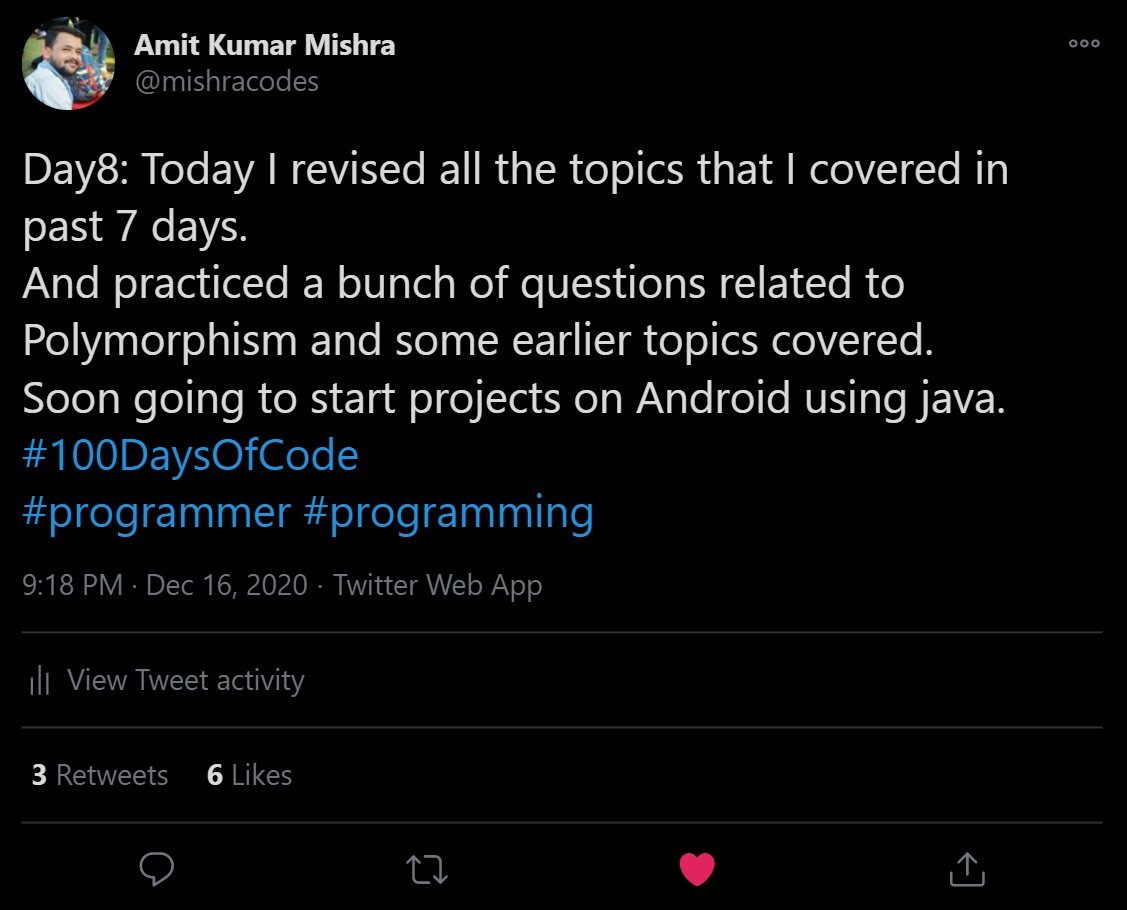 Amit Kumar Mishra
@mishracodes
Day8: Today I revised all the topics that I covered in
past 7 days.
And practiced a bunch of questions related to
Polymorphism and some earlier topics covered.
Soon going to start projects on Android using java.
#100DaysOfCode
#programmer #programming
9:18 PM · Dec 16, 2020 · Twitter Web App
View Tweet activity
3 Retweets 6 Likes